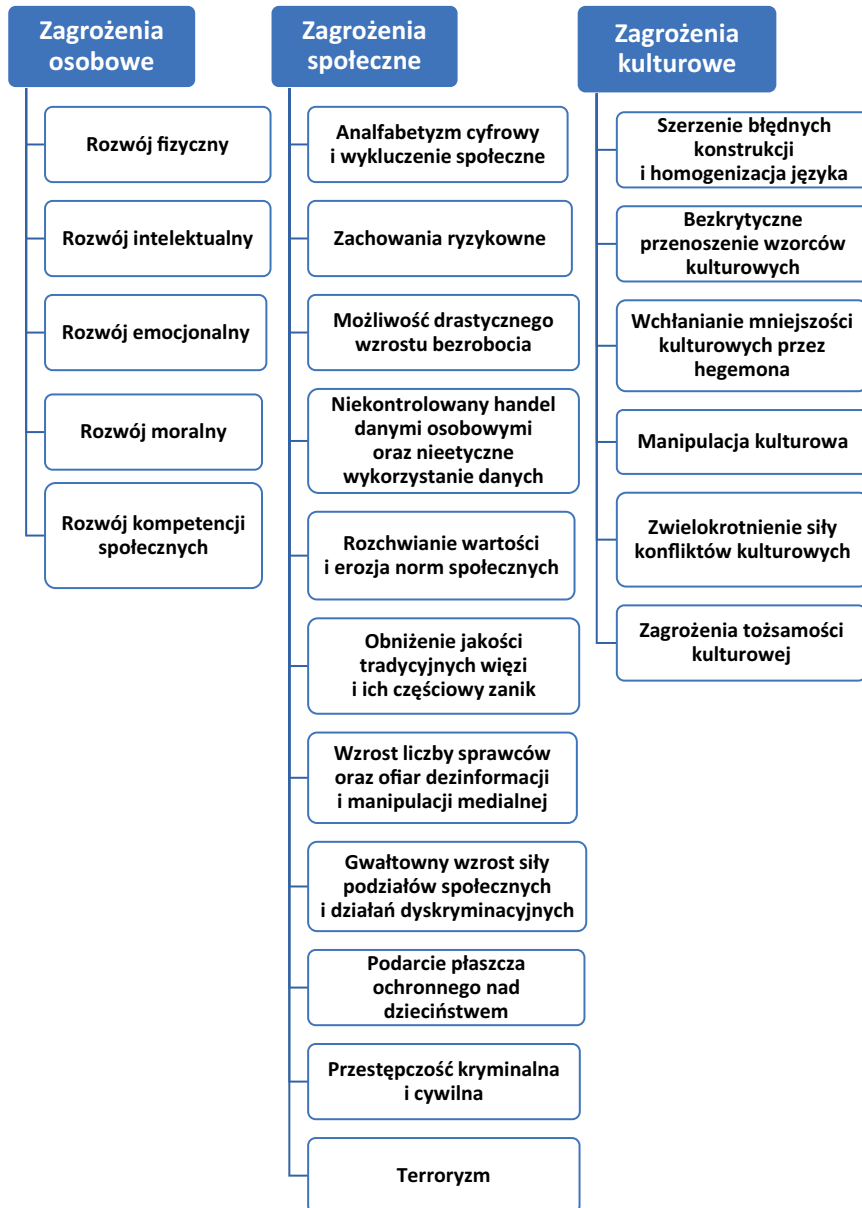 Zagrożenia
osobowe
Rozwój fizyczny
Rozwój intelektualny
Rozwój emocjonalny
Rozwój moralny
Rozwój kompetencji
społecznych
Zagrożenia
społeczne
Analfabetyzm cyfrowy
i wykluczenie społeczne
Zachowania ryzykowne
Możliwość drastycznego
wzrostu bezrobocia
Niekontrolowany handel
danymi osobowymi
oraz nieetyczne
wykorzystanie danych
Rozchwianie wartości
i erozja norm społecznych
Obniżenie jakości
tradycyjnych więzi
i ich częściowy zanik
Wzrost liczby sprawców
oraz ofiar dezinformacji
i manipulacji medialnej
Gwałtowny wzrost siły
podziałów społecznych
i działań dyskryminacyjnych
Podarcie płaszcza
ochronnego nad
dzieciństwem
Przestępczość kryminalna
i cywilna
Terroryzm
Zagrożenia
kulturowe
Szerzenie błędnych
konstrukcji
i homogenizacja języka
Bezkrytyczne
przenoszenie wzorców
kulturowych
Wchłanianie mniejszości
kulturowych przez
hegemona
Manipulacja kulturowa
Zwielokrotnienie siły
konfliktów kulturowych
Zagrożenia tożsamości
kulturowej